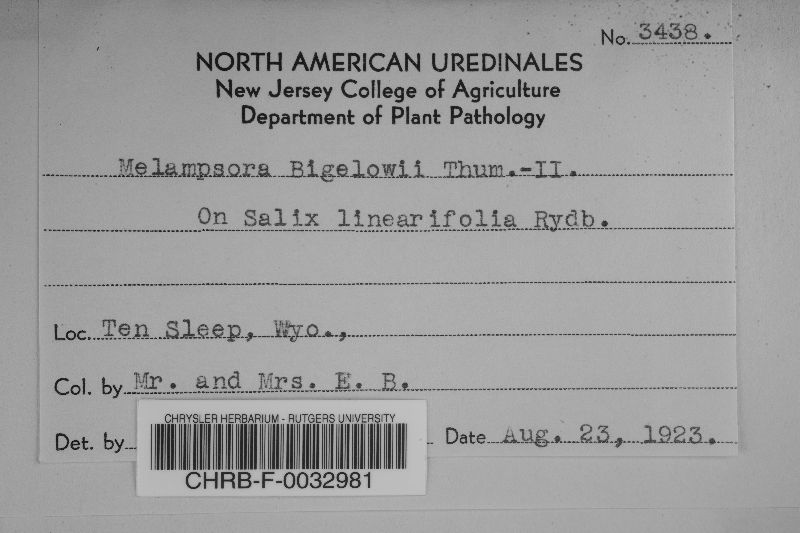 No. 3438.
NORTH AMERICAN UREDINALES
New Jersey College of Agriculture
Department of Plant Pathology
Melampsora Bigelowii Thum.-II.
On Salix linearifolia Rydb.
Loc. Ten Sleep, Wyo.,
Col. by Mr. and Mrs. E. B.
Det. by
Date Aug. 23, 1923.
CHRYSLER HERBARIUM - RUTGERS UNIVERSITY
CHRB-F-0032981